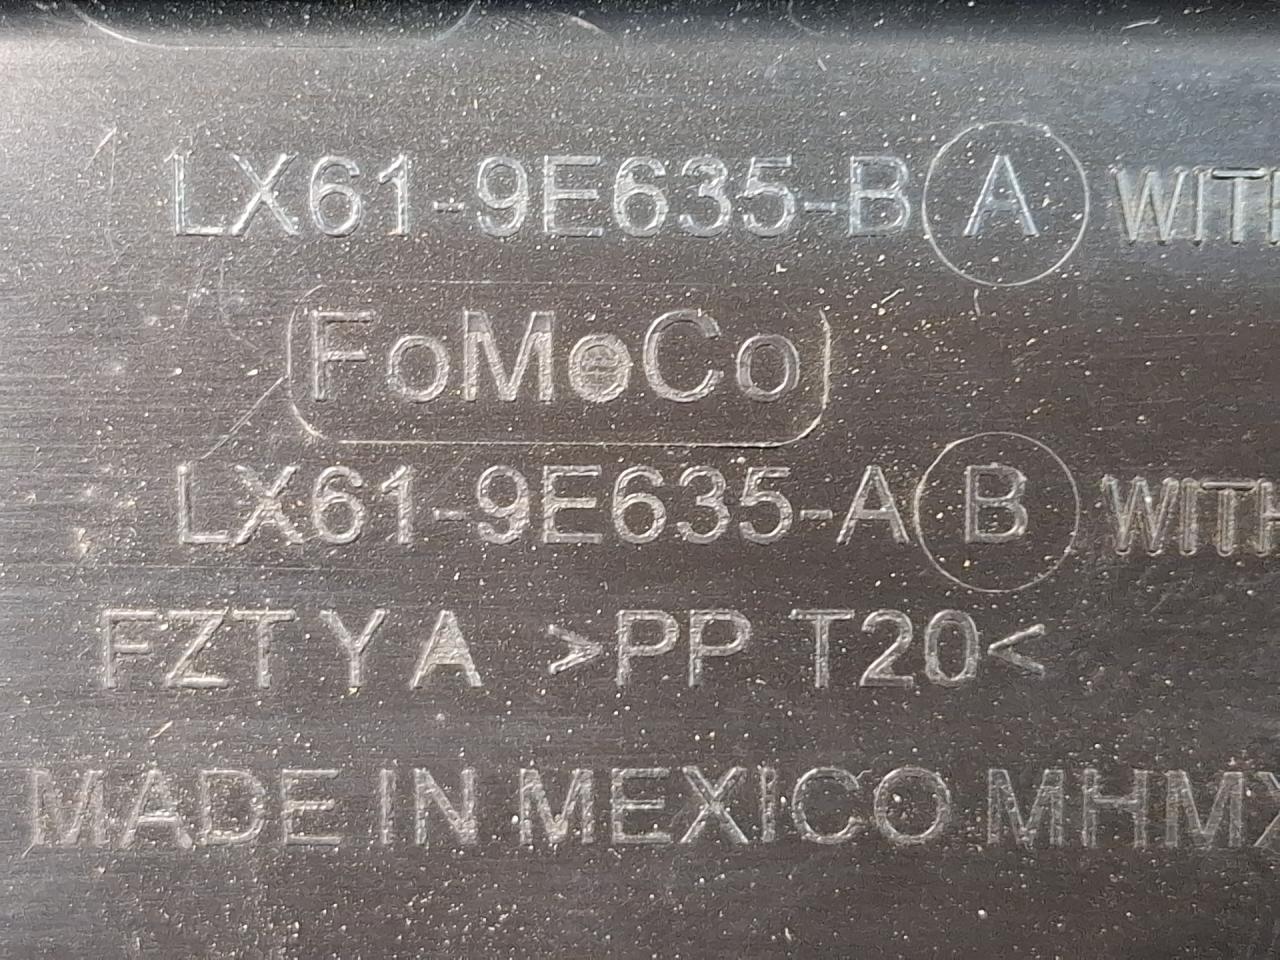 LX61-9E635-B A WITH
FoMoCo
LX61-9E635-A B WITH
FZTYA >PP T20<
MADE IN MEXICO MHMX